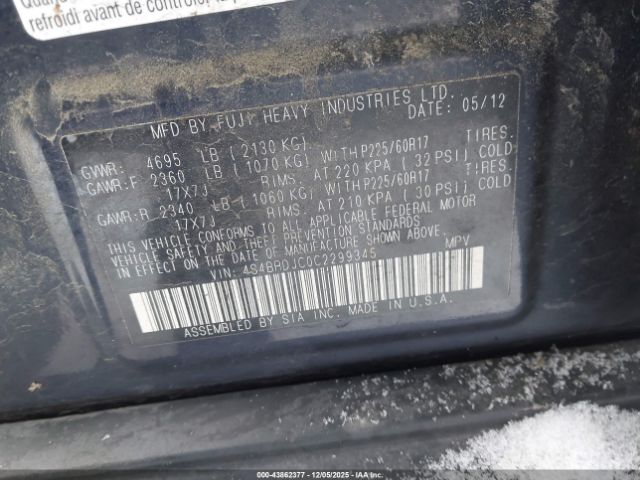 refroidi avant de contrôler
MFD BY FUJI HEAVY INDUSTRIES LTD.
DATE: 05/12
GVWR: 4695 LB (2130 KG)
GAWR:F 2360 LB (1070 KG) WITH P225/60R17 TIRES.
17X7J RIMS. AT 220 KPA (32 PSI) COLD
GAWR:R 2340 LB (1060 KG) WITH P225/60R17 TIRES.
17X7J RIMS. AT 210 KPA (30 PSI) COLD
THIS VEHICLE CONFORMS TO ALL APPLICABLE FEDERAL MOTOR
VEHICLE SAFETY, BUMPER, AND THEFT PREVENTION STANDARDS
IN EFFECT ON THE DATE OF MANUFACTURE SHOWN ABOVE.
VIN: 4S4BRDJC0C2299345 MPV
ASSEMBLED BY SIA INC. MADE IN U.S.A.
000-43862377 - 12/05/2025 - IAAI